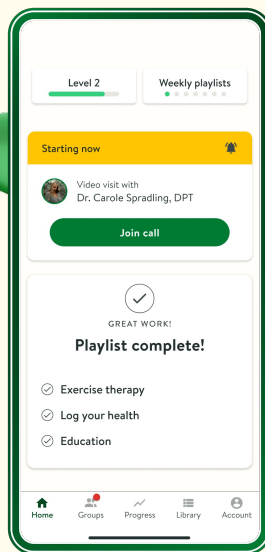 Level 2
Weekly playlists
Starting now
Video visit with
Dr. Carole Spradling, DPT
Join call
GREAT WORK!
Playlist complete!
Exercise therapy
Log your health
Education
Home
Groups
Progress
Library
Account